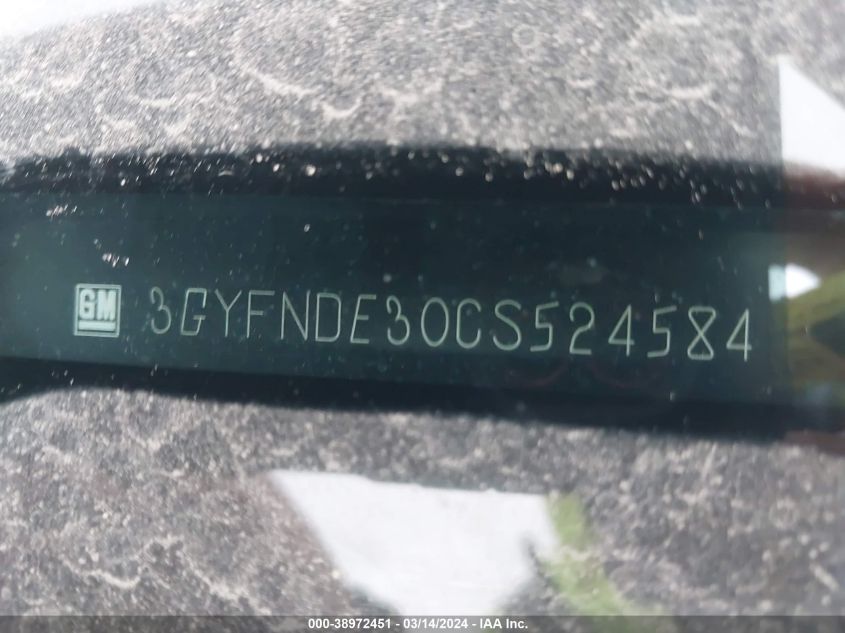 GM 3GYFNDE30CS524584
000-38972451 - 03/14/2024 - IAA Inc.